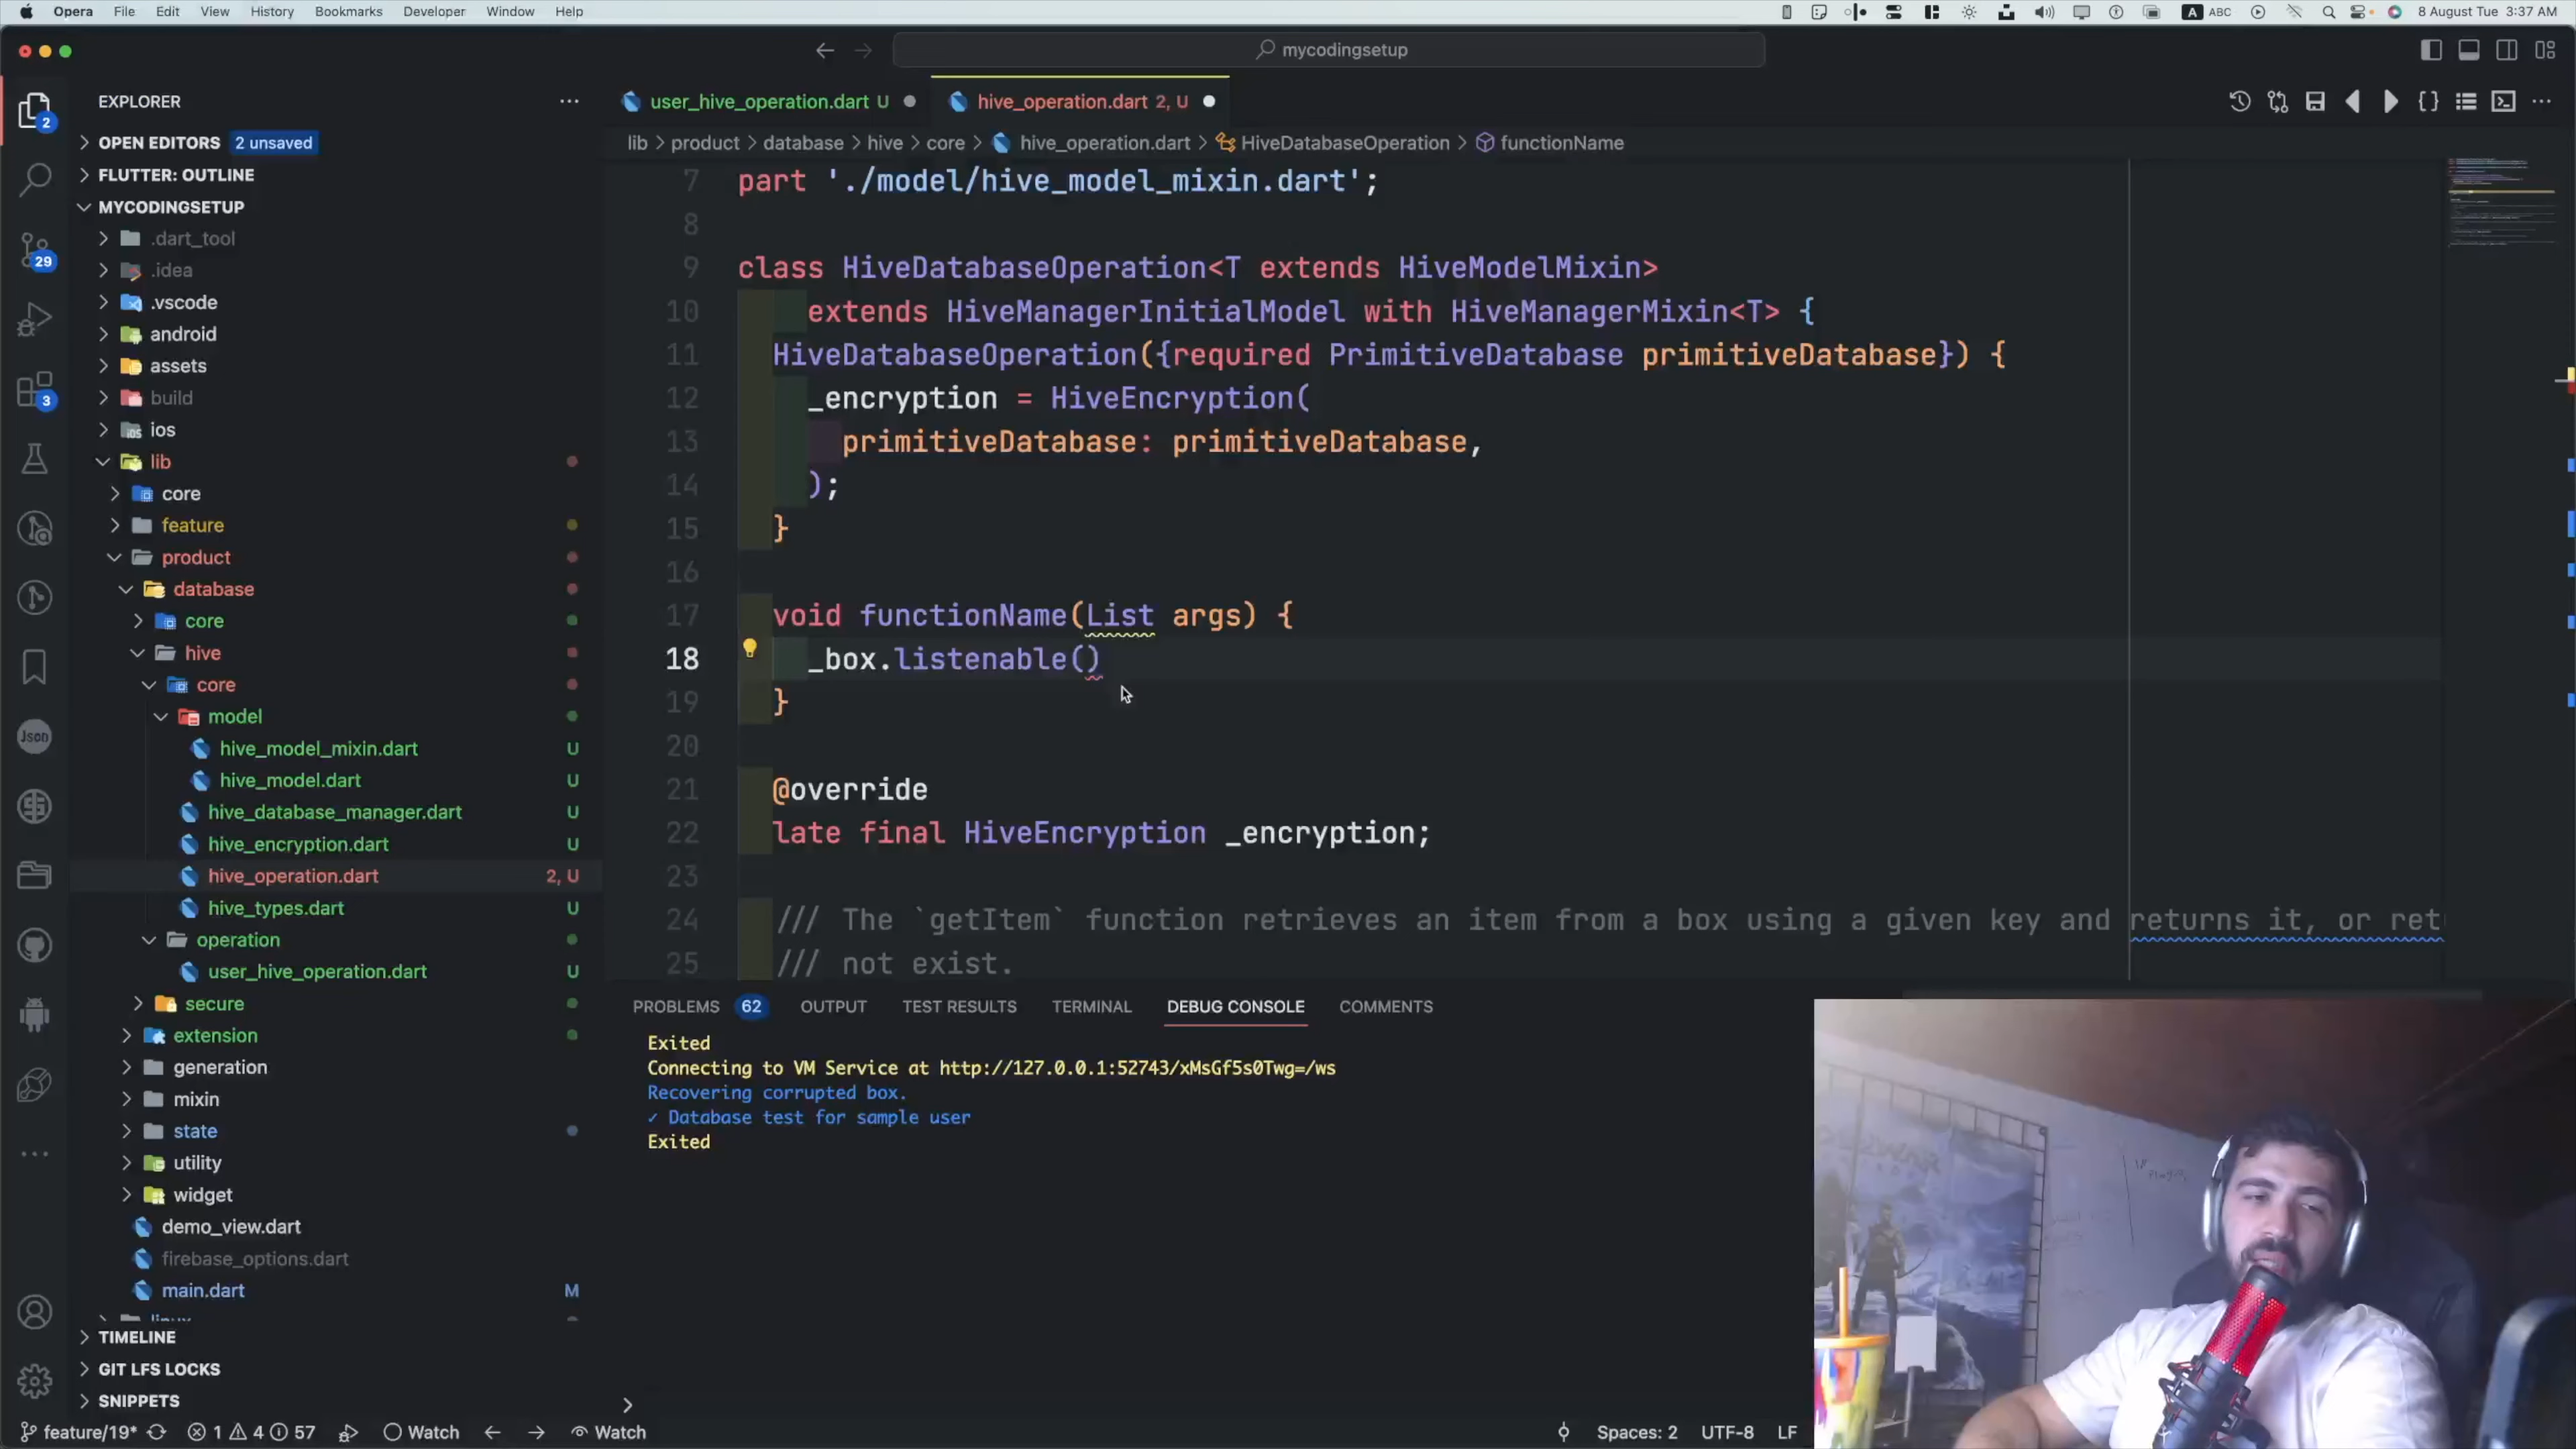 Opera File Edit View History Bookmarks Developer Window Help
A ABC 8 August Tue 3:37 AM
mycodingsetup
EXPLORER
OPEN EDITORS 2 unsaved
FLUTTER: OUTLINE
MYCODINGSETUP
.dart_tool
.idea
.vscode
android
assets
build
ios
lib
core
feature
product
database
core
hive
core
model
hive_model_mixin.dart U
hive_model.dart U
hive_database_manager.dart U
hive_encryption.dart U
hive_operation.dart 2, U
hive_types.dart U
operation
user_hive_operation.dart U
secure
extension
generation
mixin
state
utility
widget
demo_view.dart
firebase_options.dart
main.dart M
TIMELINE
GIT LFS LOCKS
SNIPPETS
2
29
3
Json
user_hive_operation.dart U
hive_operation.dart 2, U
lib > product > database > hive > core > hive_operation.dart > HiveDatabaseOperation > functionName
7 part './model/hive_model_mixin.dart';
8
9 class HiveDatabaseOperation<T extends HiveModelMixin>
10 extends HiveManagerInitialModel with HiveManagerMixin<T> {
11 HiveDatabaseOperation({required PrimitiveDatabase primitiveDatabase}) {
12 _encryption = HiveEncryption(
13 primitiveDatabase: primitiveDatabase,
14 );
15 }
16
17 void functionName(List args) {
18 _box.listenable()
19 }
20
21 @override
22 late final HiveEncryption _encryption;
23
24 /// The `getItem` function retrieves an item from a box using a given key and returns it, or ret
25 /// not exist.
PROBLEMS 62 OUTPUT TEST RESULTS TERMINAL DEBUG CONSOLE COMMENTS
Exited
Connecting to VM Service at http://127.0.0.1:52743/xMsGf5s0Twg=/ws
Recovering corrupted box.
✓ Database test for sample user
Exited
feature/19* 1 4 57 Watch Watch Spaces: 2 UTF-8 LF